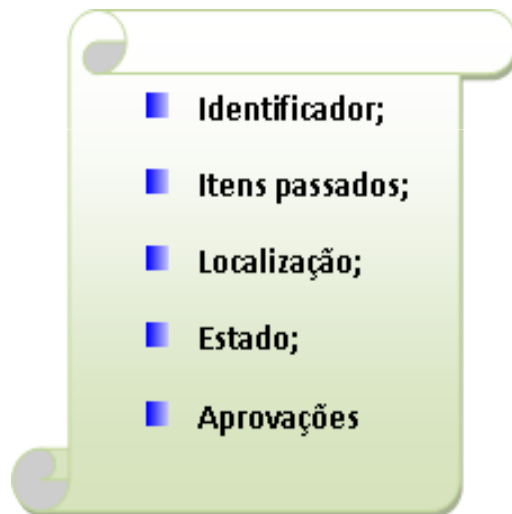 Identificador;
Itens passados;
Localização;
Estado;
Aprovações